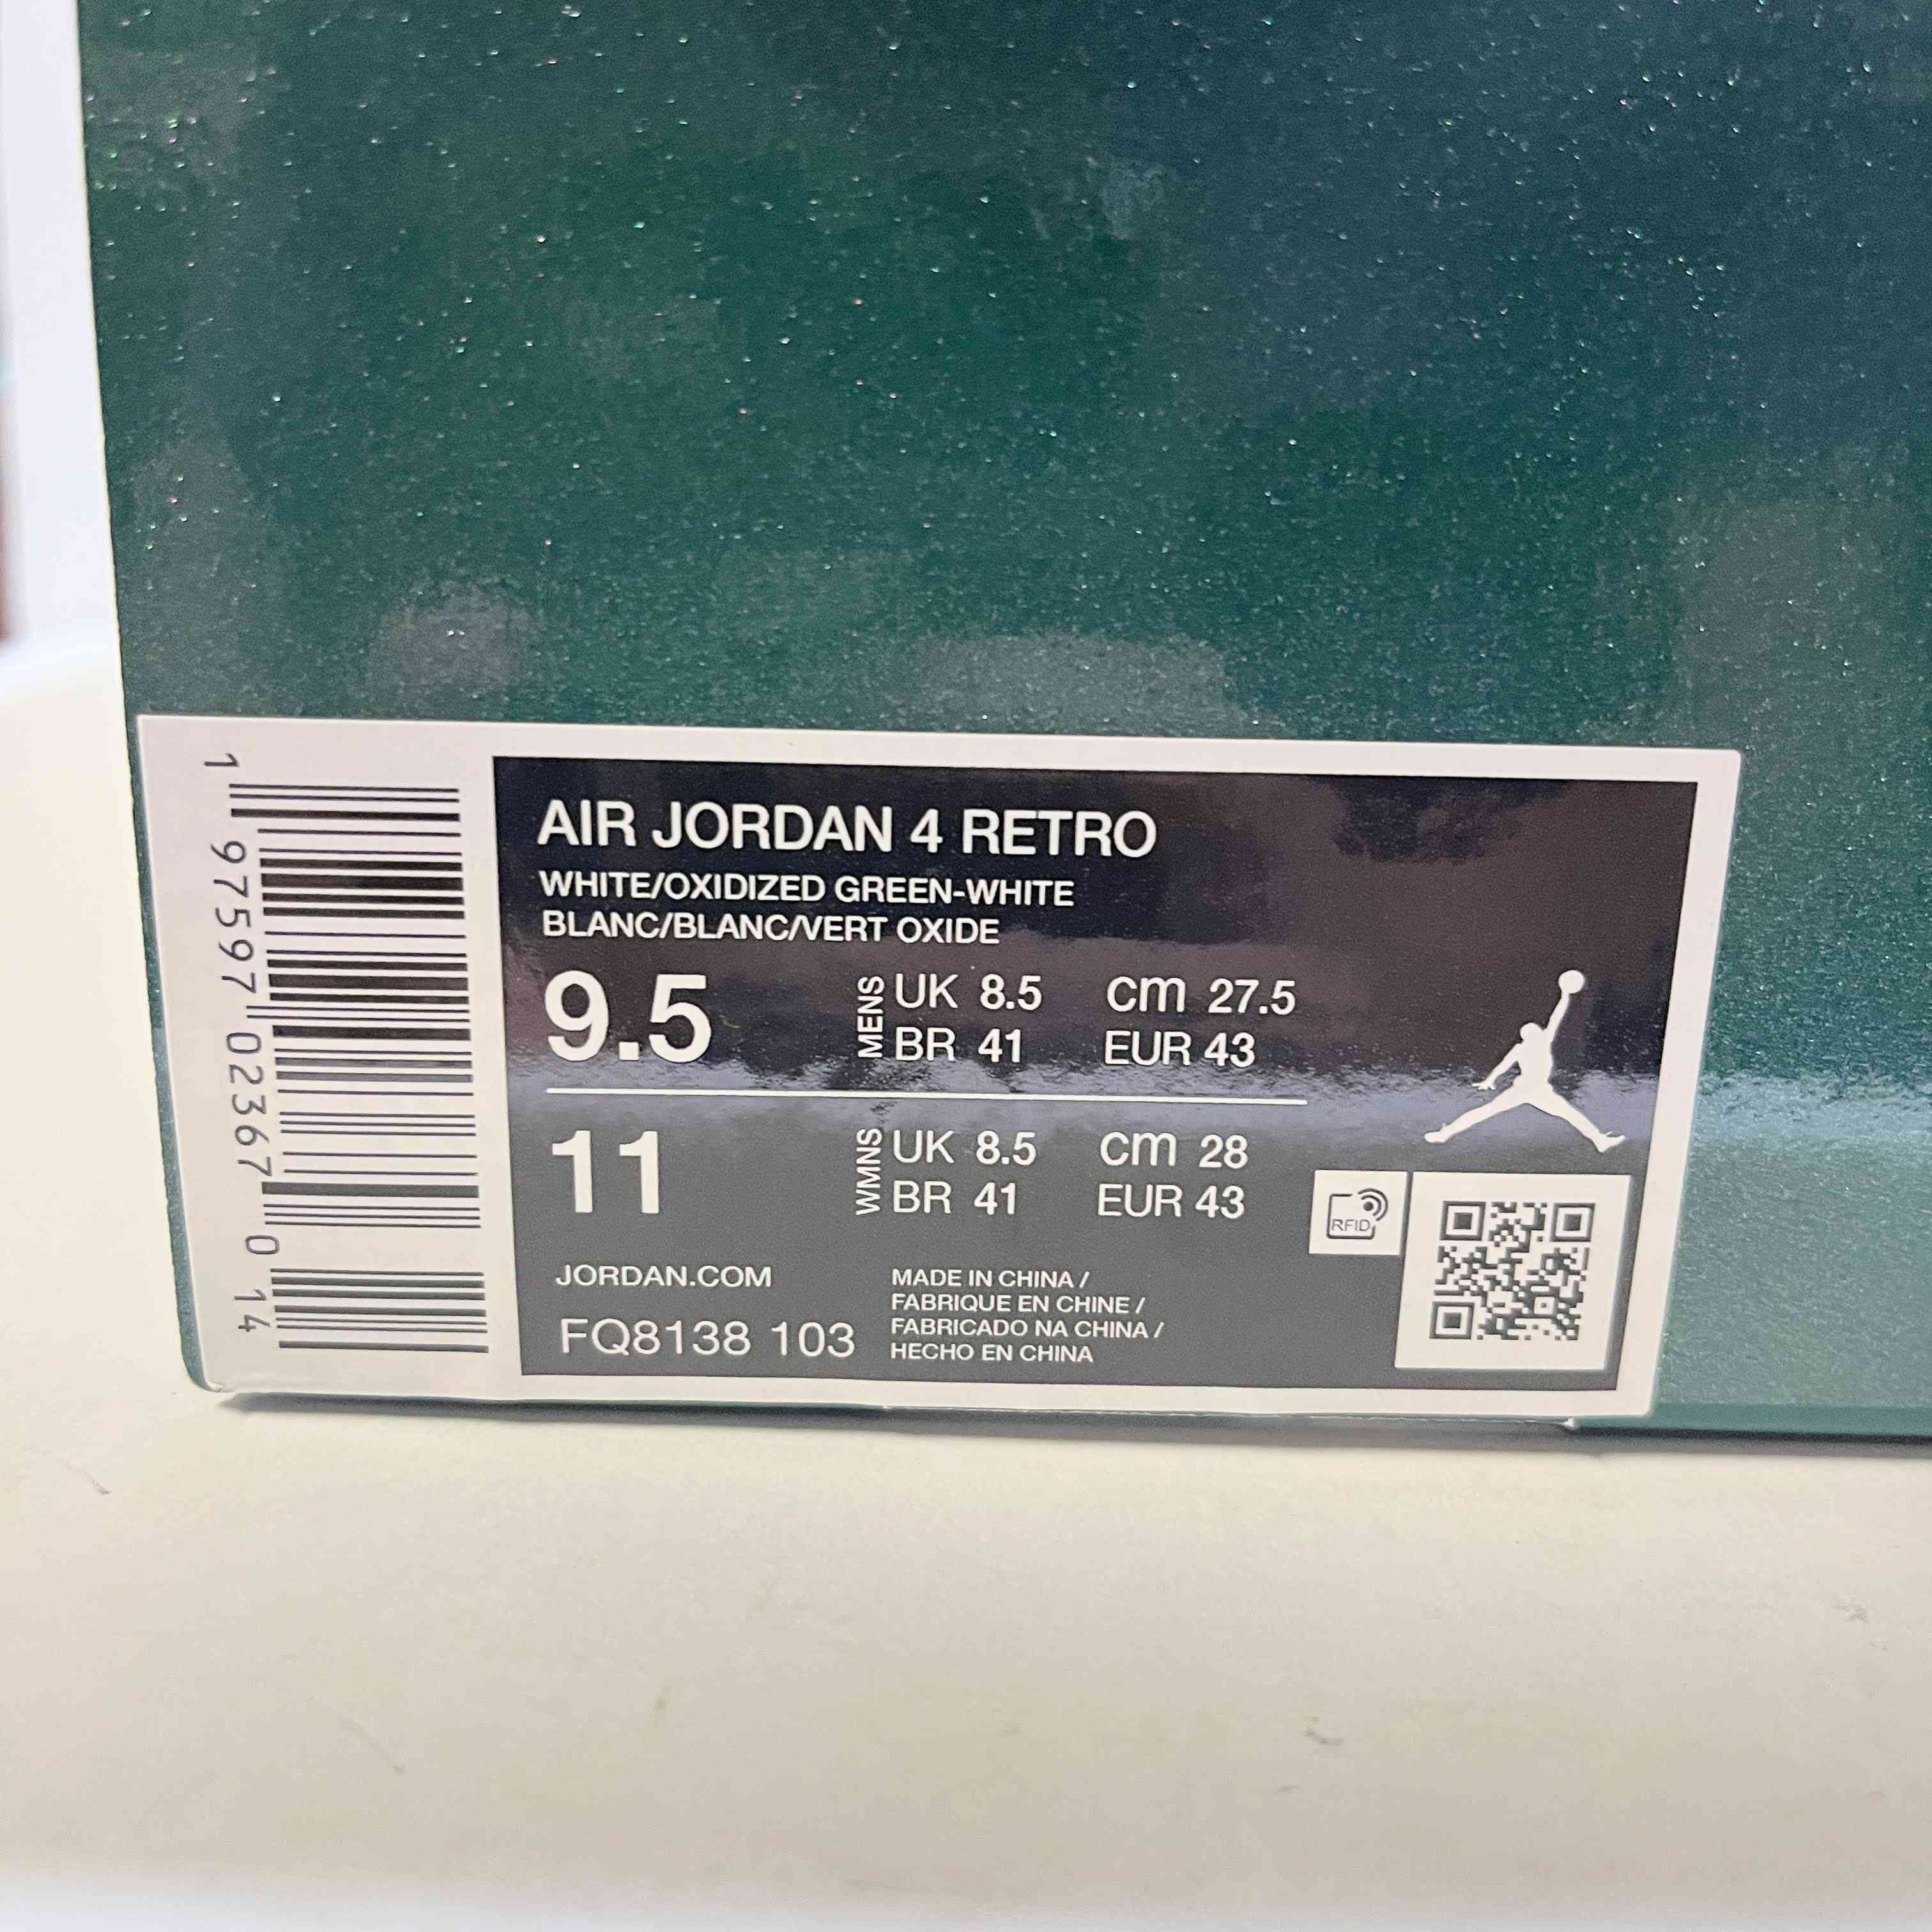 AIR JORDAN 4 RETRO
WHITE/OXIDIZED GREEN-WHITE
BLANC/BLANC/VERT OXIDE
9.5 MENS UK 8.5 cm 27.5
BR 41 EUR 43
11 WMNS UK 8.5 cm 28
BR 41 EUR 43
JORDAN.COM
FQ8138 103
MADE IN CHINA /
FABRIQUE EN CHINE /
FABRICADO NA CHINA /
HECHO EN CHINA
RFID
1 97597 02367 0 14